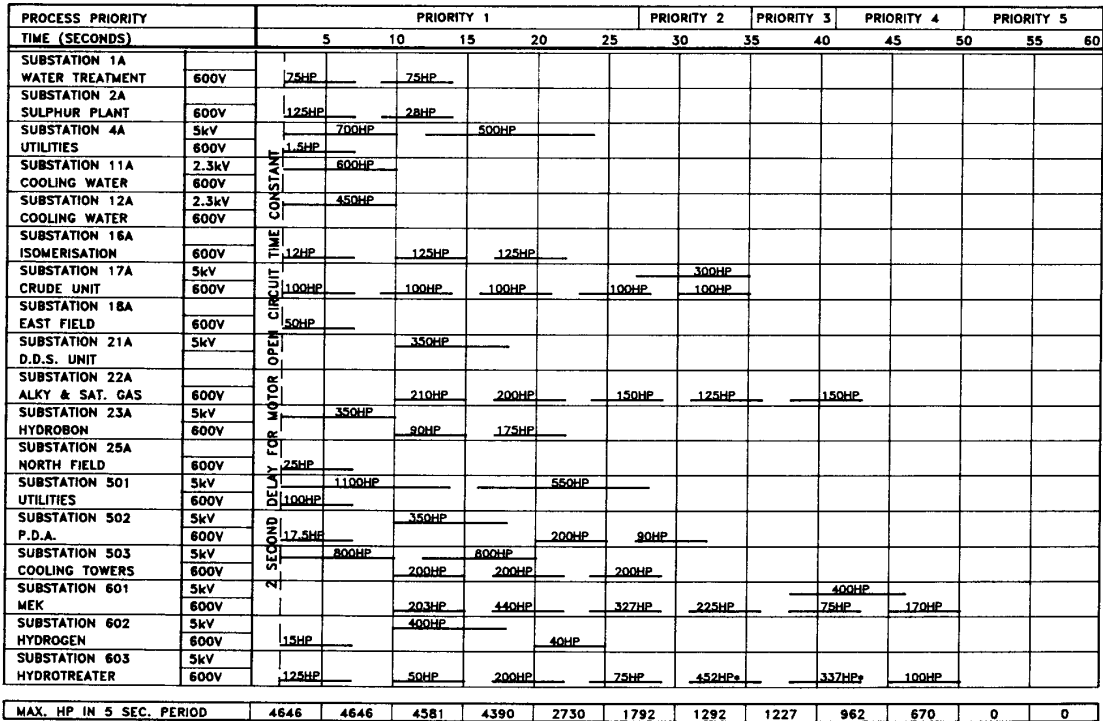 PROCESS PRIORITY PRIORITY 1 PRIORITY 2 PRIORITY 3 PRIORITY 4 PRIORITY 5
TIME (SECONDS) 5 10 15 20 25 30 35 40 45 50 55 60
SUBSTATION 1A
WATER TREATMENT 600V 75HP 75HP
SUBSTATION 2A
SULPHUR PLANT 600V 125HP 28HP
SUBSTATION 4A 5kV 700HP 500HP
UTILITIES 600V 1.5HP
SUBSTATION 11A 2.3kV 600HP
COOLING WATER 600V
SUBSTATION 12A 2.3kV 450HP
COOLING WATER 600V
SUBSTATION 16A
ISOMERISATION 600V 12HP 125HP 125HP
SUBSTATION 17A 5kV 300HP
CRUDE UNIT 600V 100HP 100HP 100HP 100HP 100HP
SUBSTATION 18A
EAST FIELD 600V 50HP
SUBSTATION 21A 5kV 350HP
D.D.S. UNIT
SUBSTATION 22A
ALKY & SAT. GAS 600V 210HP 200HP 150HP 125HP 150HP
SUBSTATION 23A 5kV 350HP
HYDROBON 600V 90HP 175HP
SUBSTATION 25A
NORTH FIELD 600V 25HP
SUBSTATION 501 5kV 1100HP 550HP
UTILITIES 600V 100HP
SUBSTATION 502 5kV 350HP
P.D.A. 600V 17.5HP 200HP 90HP
SUBSTATION 503 5kV 800HP 800HP
COOLING TOWERS 600V 200HP 200HP 200HP
SUBSTATION 601 5kV 400HP
MEK 600V 203HP 440HP 327HP 225HP 75HP 170HP
SUBSTATION 602 5kV 400HP
HYDROGEN 600V 15HP 40HP
SUBSTATION 603 5kV
HYDROTREATER 600V 125HP 50HP 200HP 75HP 452HP* 337HP* 100HP
2 SECOND DELAY FOR MOTOR OPEN CIRCUIT TIME CONSTANT
MAX. HP IN 5 SEC. PERIOD 4646 4646 4581 4390 2730 1792 1292 1227 962 670 0 0